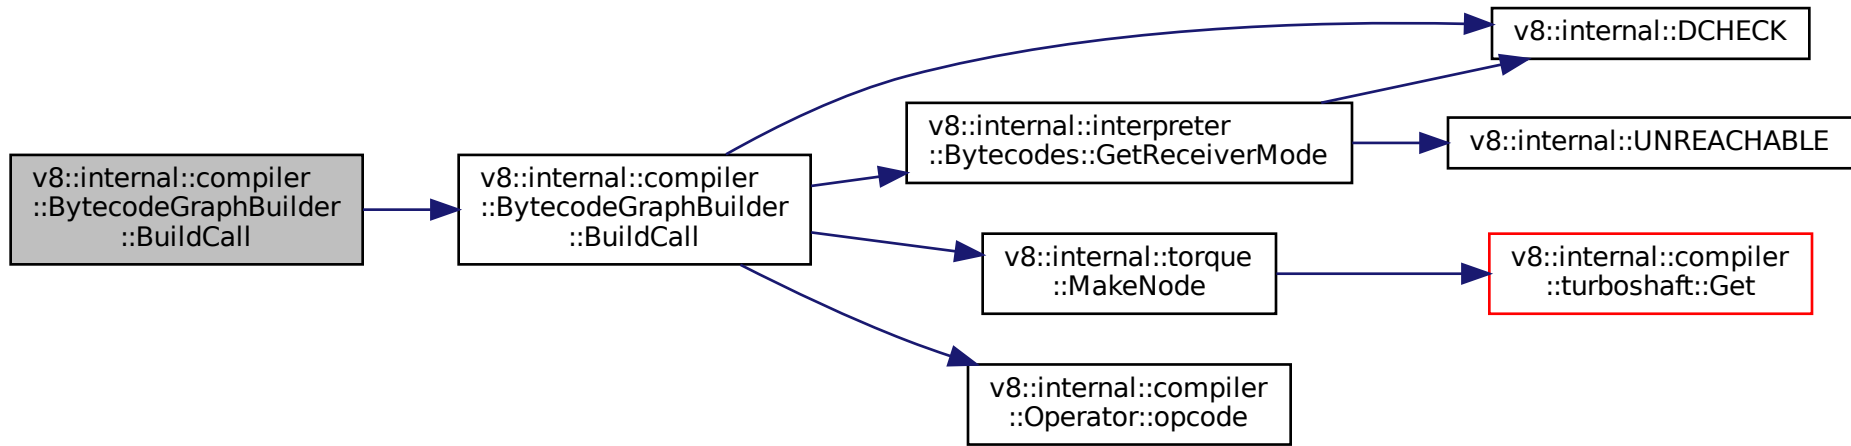 v8::internal::compiler
::BytecodeGraphBuilder
::BuildCall
v8::internal::compiler
::BytecodeGraphBuilder
::BuildCall
v8::internal::DCHECK
v8::internal::interpreter
::Bytecodes::GetReceiverMode
v8::internal::UNREACHABLE
v8::internal::torque
::MakeNode
v8::internal::compiler
::turboshaft::Get
v8::internal::compiler
::Operator::opcode